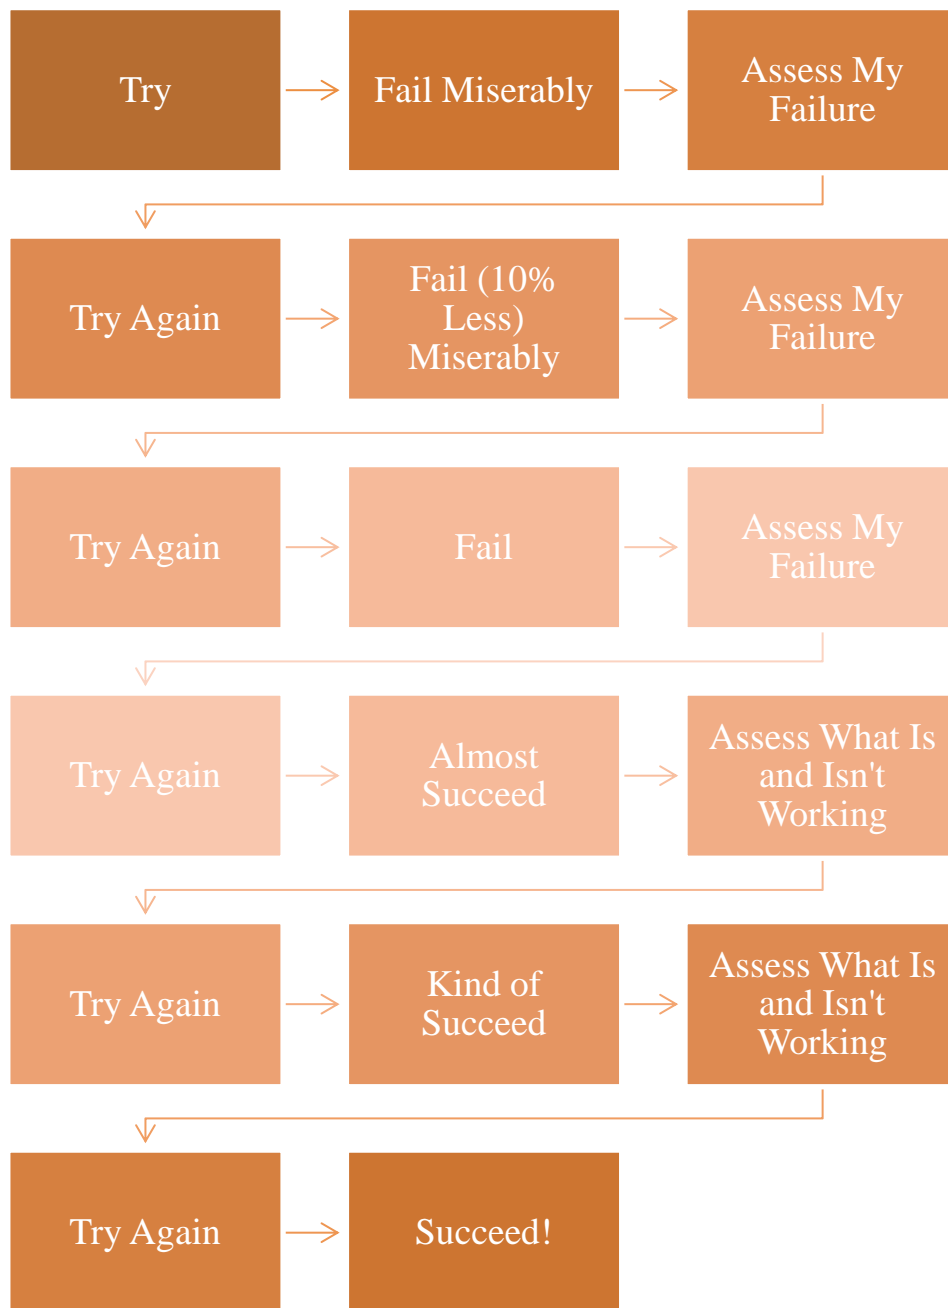 Try
Fail Miserably
Assess My
Failure
Try Again
Fail (10%
Less)
Miserably
Assess My
Failure
Try Again
Fail
Assess My
Failure
Try Again
Almost
Succeed
Assess What Is
and Isn't
Working
Try Again
Kind of
Succeed
Assess What Is
and Isn't
Working
Try Again
Succeed!